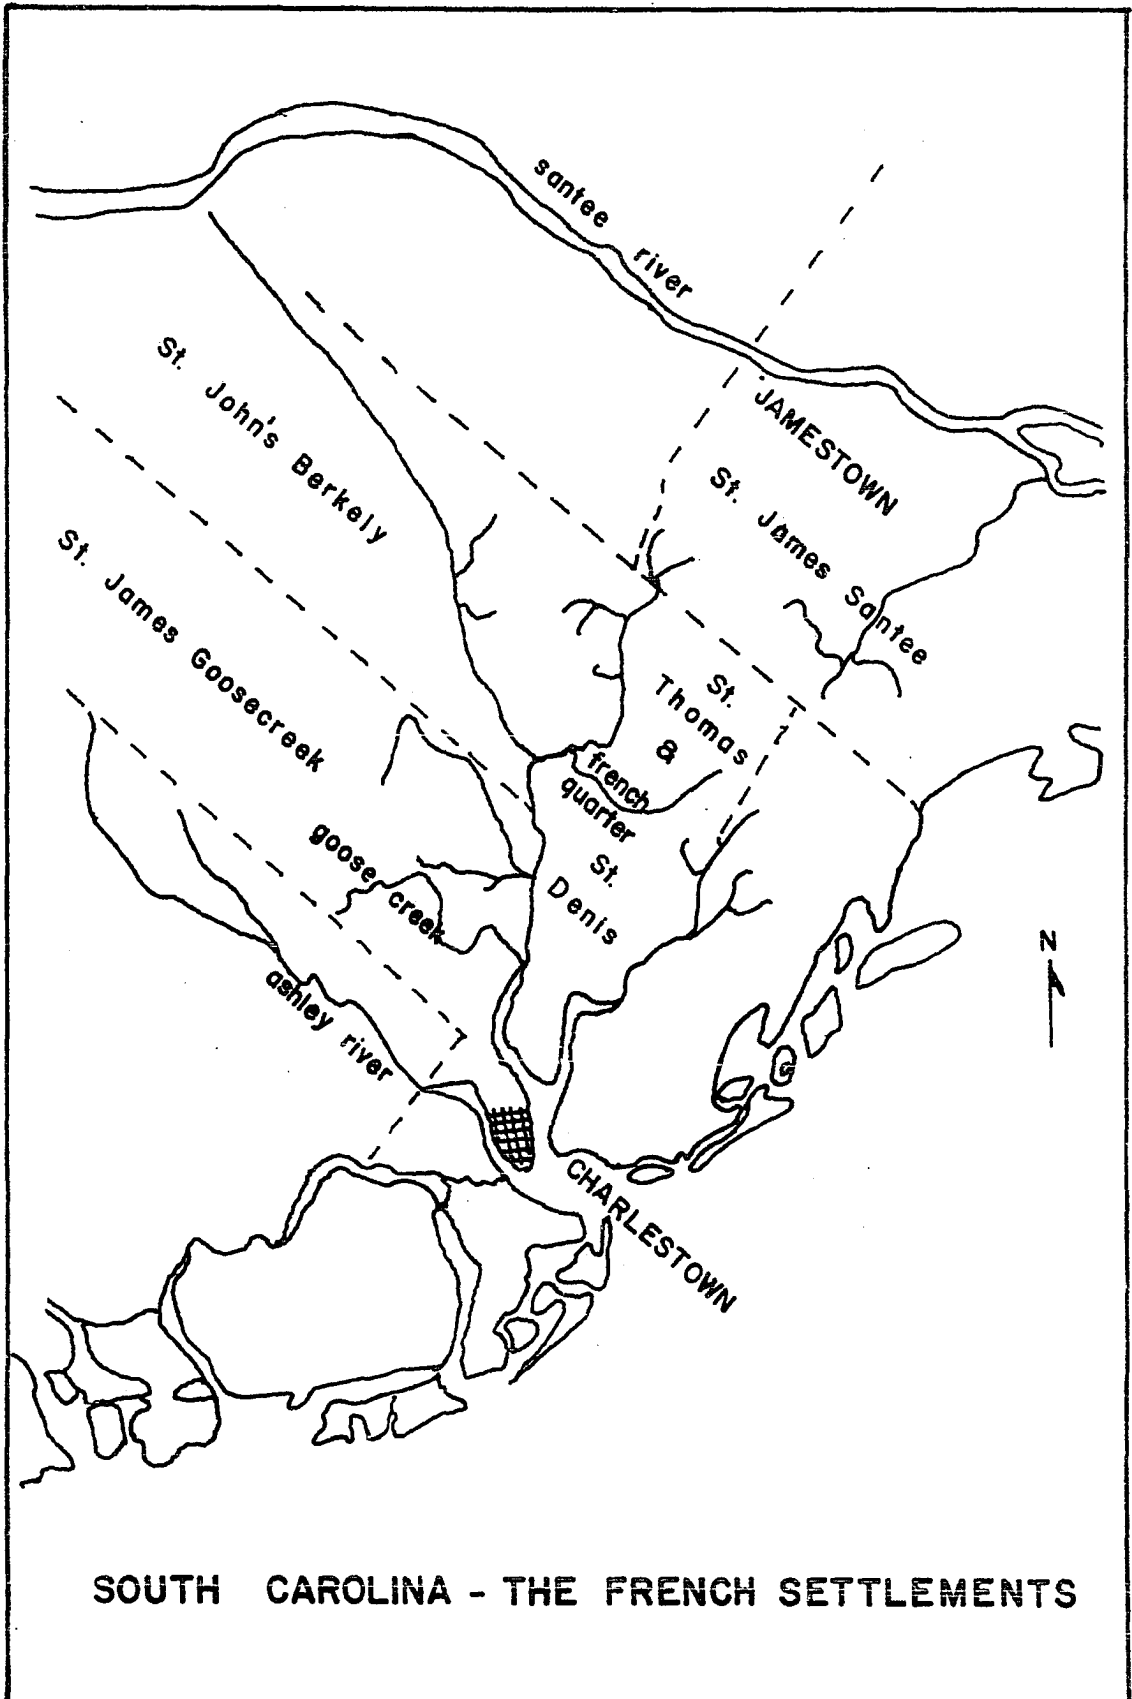 santee river
JAMESTOWN
St. John's Berkely
St. James Santee
St. James Goosecreek
St.
Thomas
&
french
quarter
St.
Denis
goose creek
ashley river
N
CHARLESTOWN
SOUTH CAROLINA - THE FRENCH SETTLEMENTS